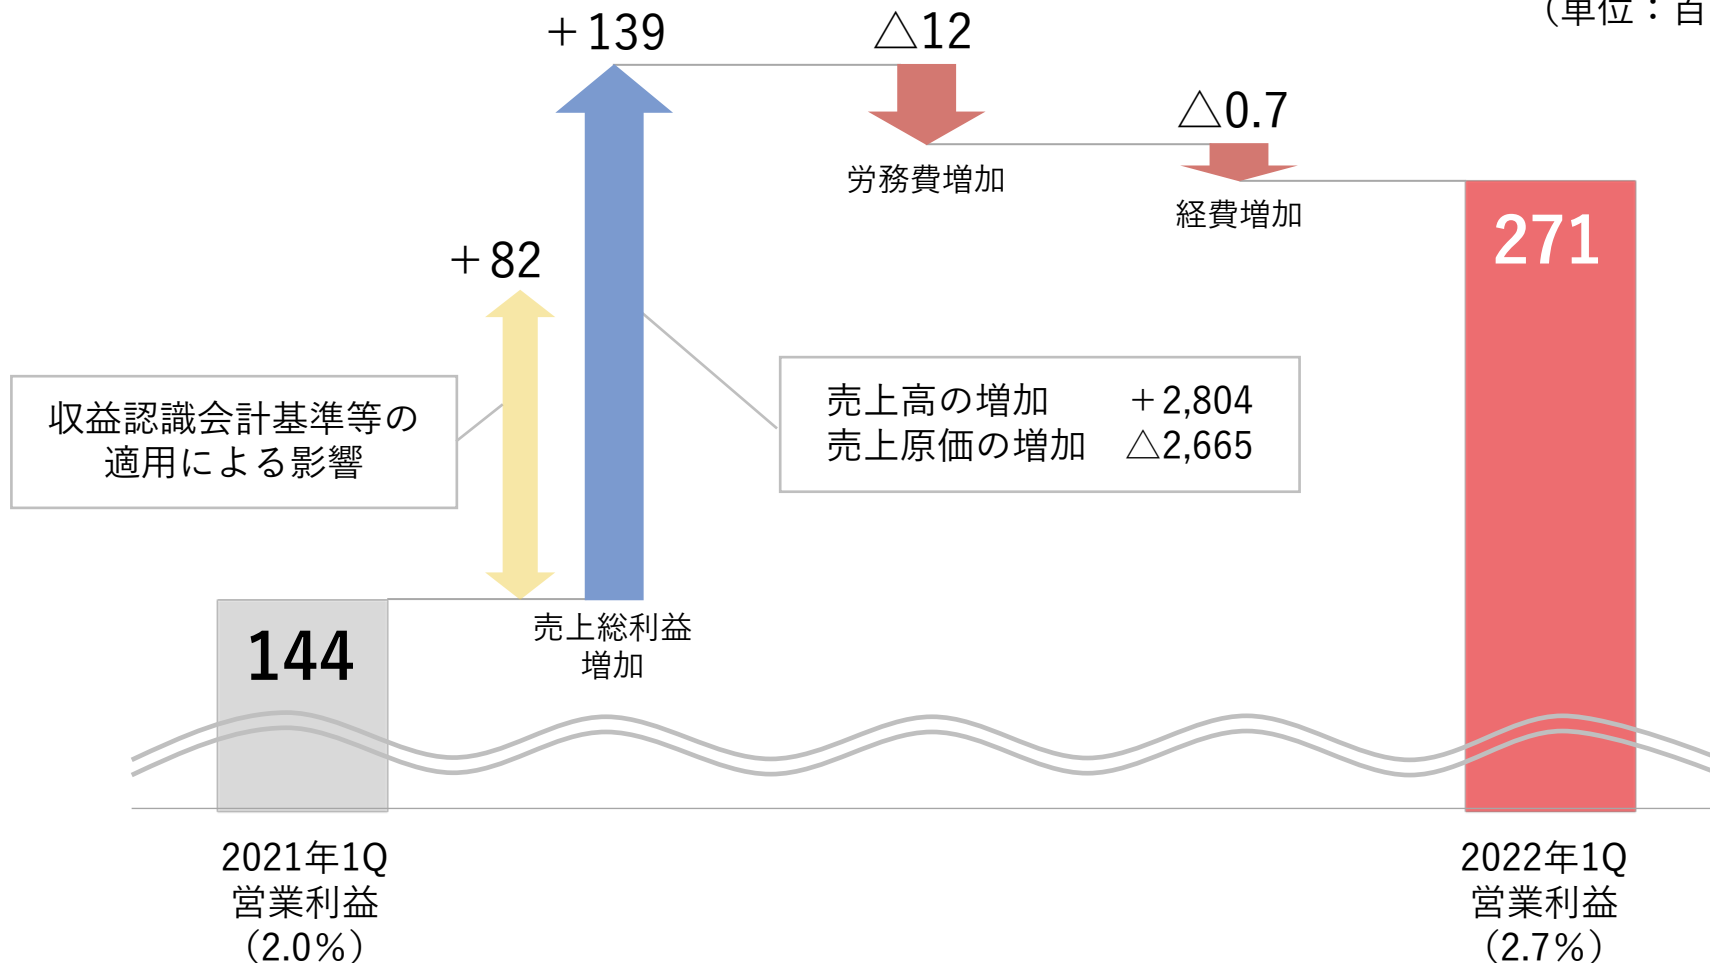 （単位：百
＋139
△12
△0.7
労務費増加
経費増加
271
＋82
収益認識会計基準等の
適用による影響
売上高の増加　＋2,804
売上原価の増加　△2,665
売上総利益
増加
144
2021年1Q
営業利益
（2.0％）
2022年1Q
営業利益
（2.7％）